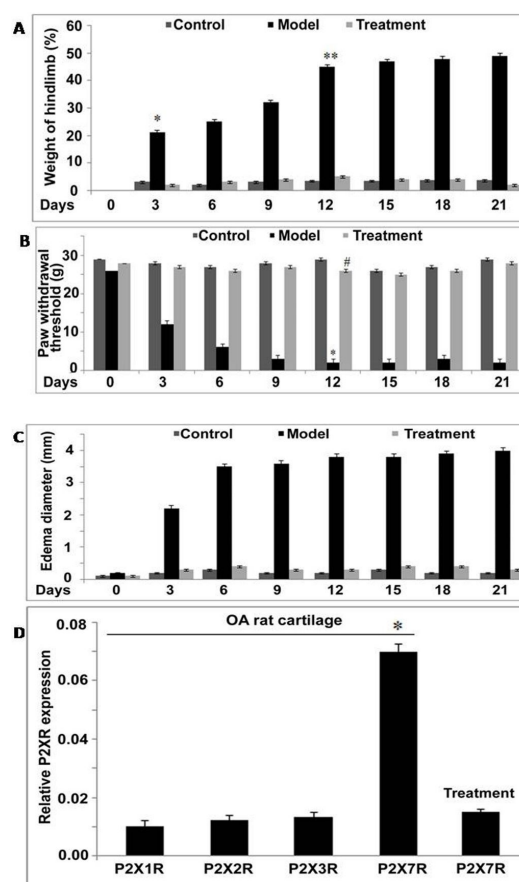 A
Control Model Treatment
Weight of hindlimb (%)
60
50
40
30
20
10
0
* **
Days 0 3 6 9 12 15 18 21
B
Control Model Treatment
Paw withdrawal
threshold (g)
30
20
10
0
#
*
Days 0 3 6 9 12 15 18 21
C
Control Model Treatment
Edema diameter (mm)
4
2
0
Days 0 3 6 9 12 15 18 21
D
OA rat cartilage
*
Relative P2XR expression
0.08
0.06
0.04
0.02
0.00
Treatment
P2X1R P2X2R P2X3R P2X7R P2X7R